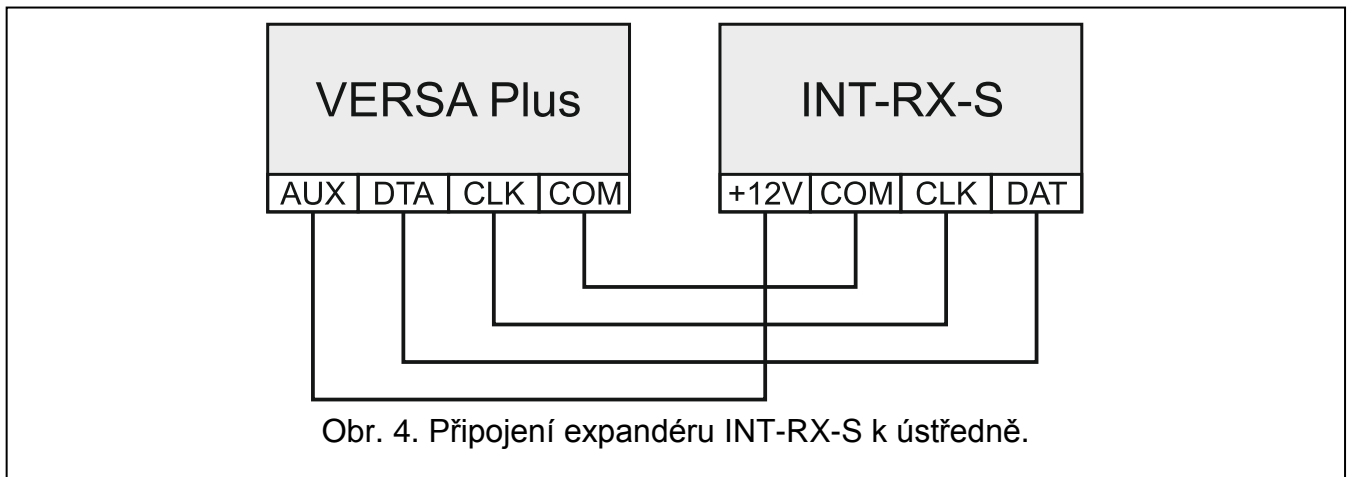 VERSA Plus
AUX DTA CLK COM
INT-RX-S
+12V COM CLK DAT
Obr. 4. Připojení expandéru INT-RX-S k ústředně.